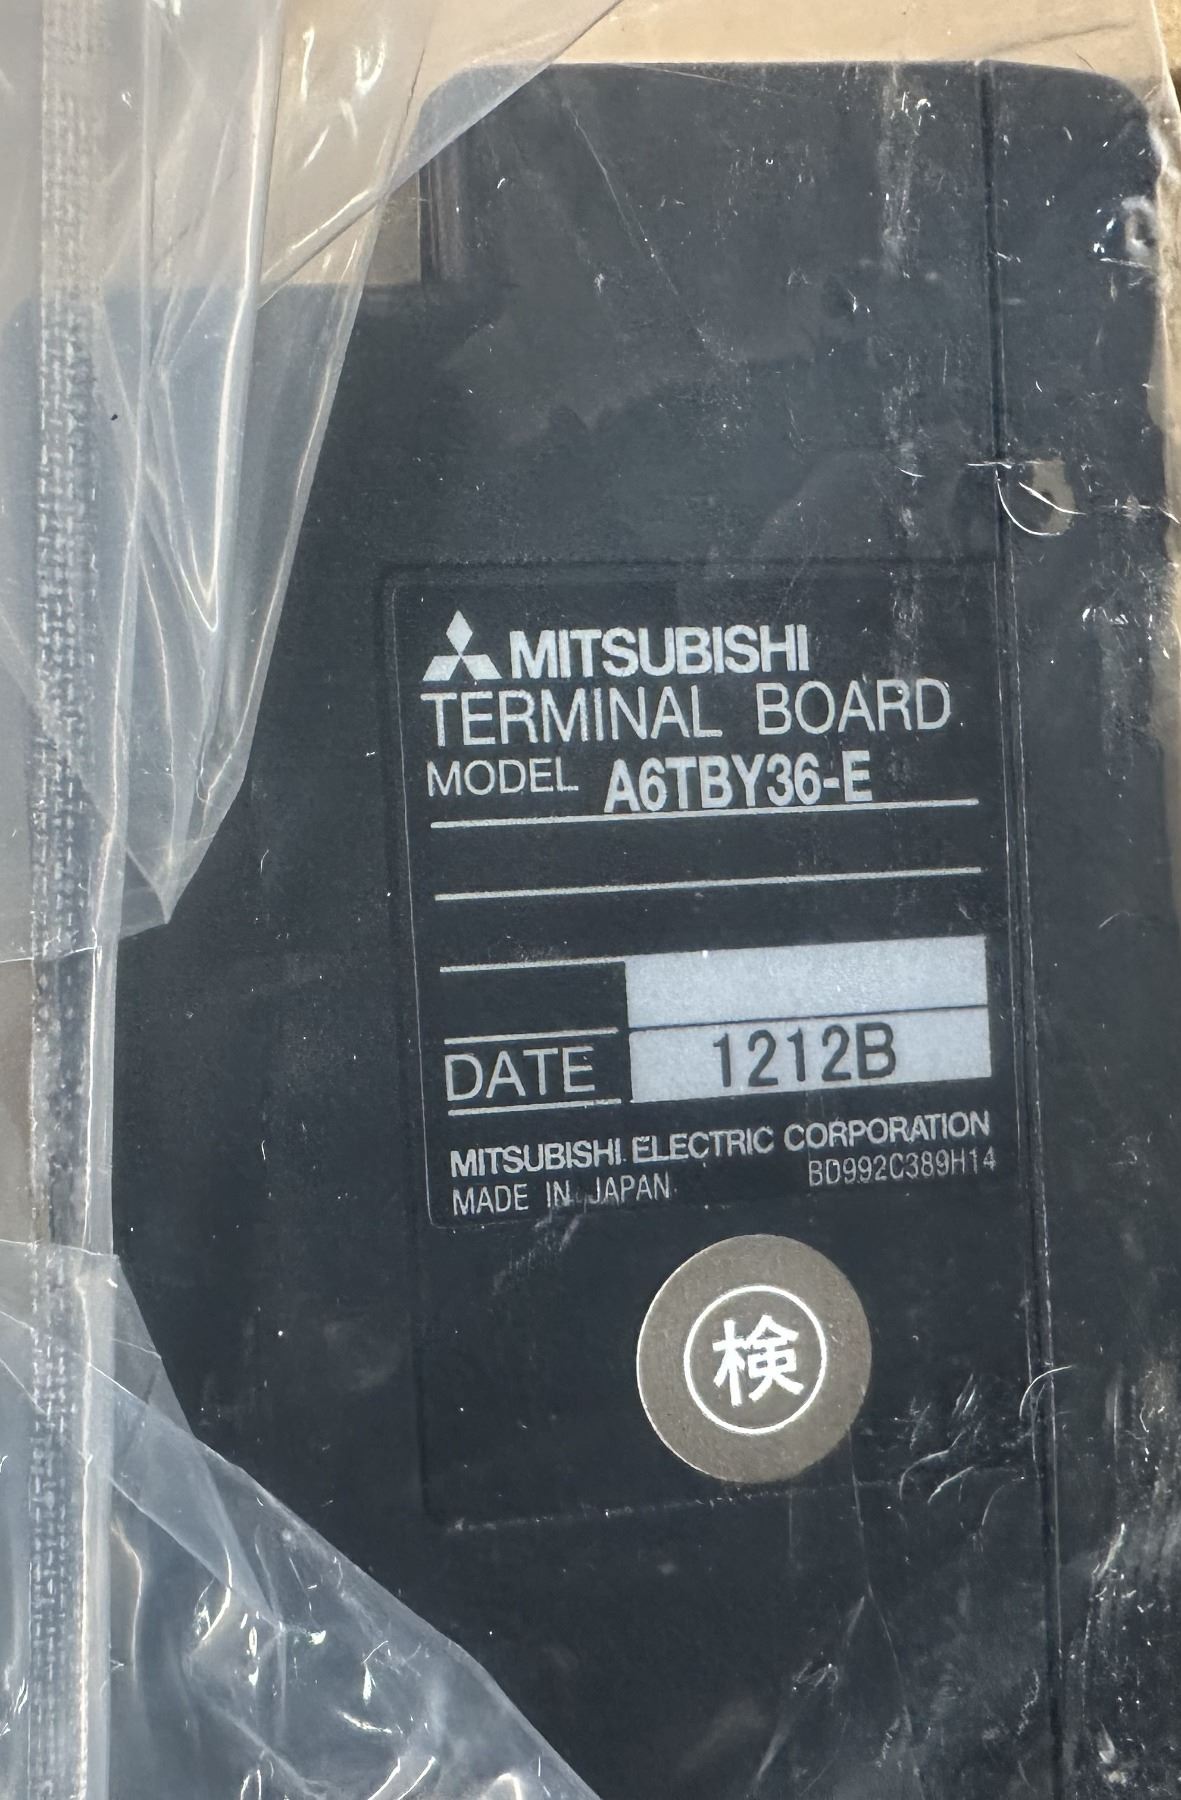 MITSUBISHI
TERMINAL BOARD
MODEL A6TBY36-E
DATE 1212B
MITSUBISHI ELECTRIC CORPORATION
MADE IN JAPAN BD992C389H14
検